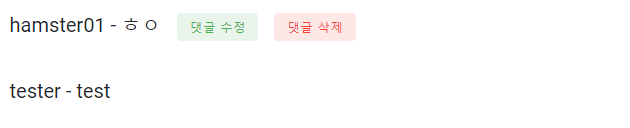 hamster01 - ㅎㅇ 댓글 수정 댓글 삭제
tester - test